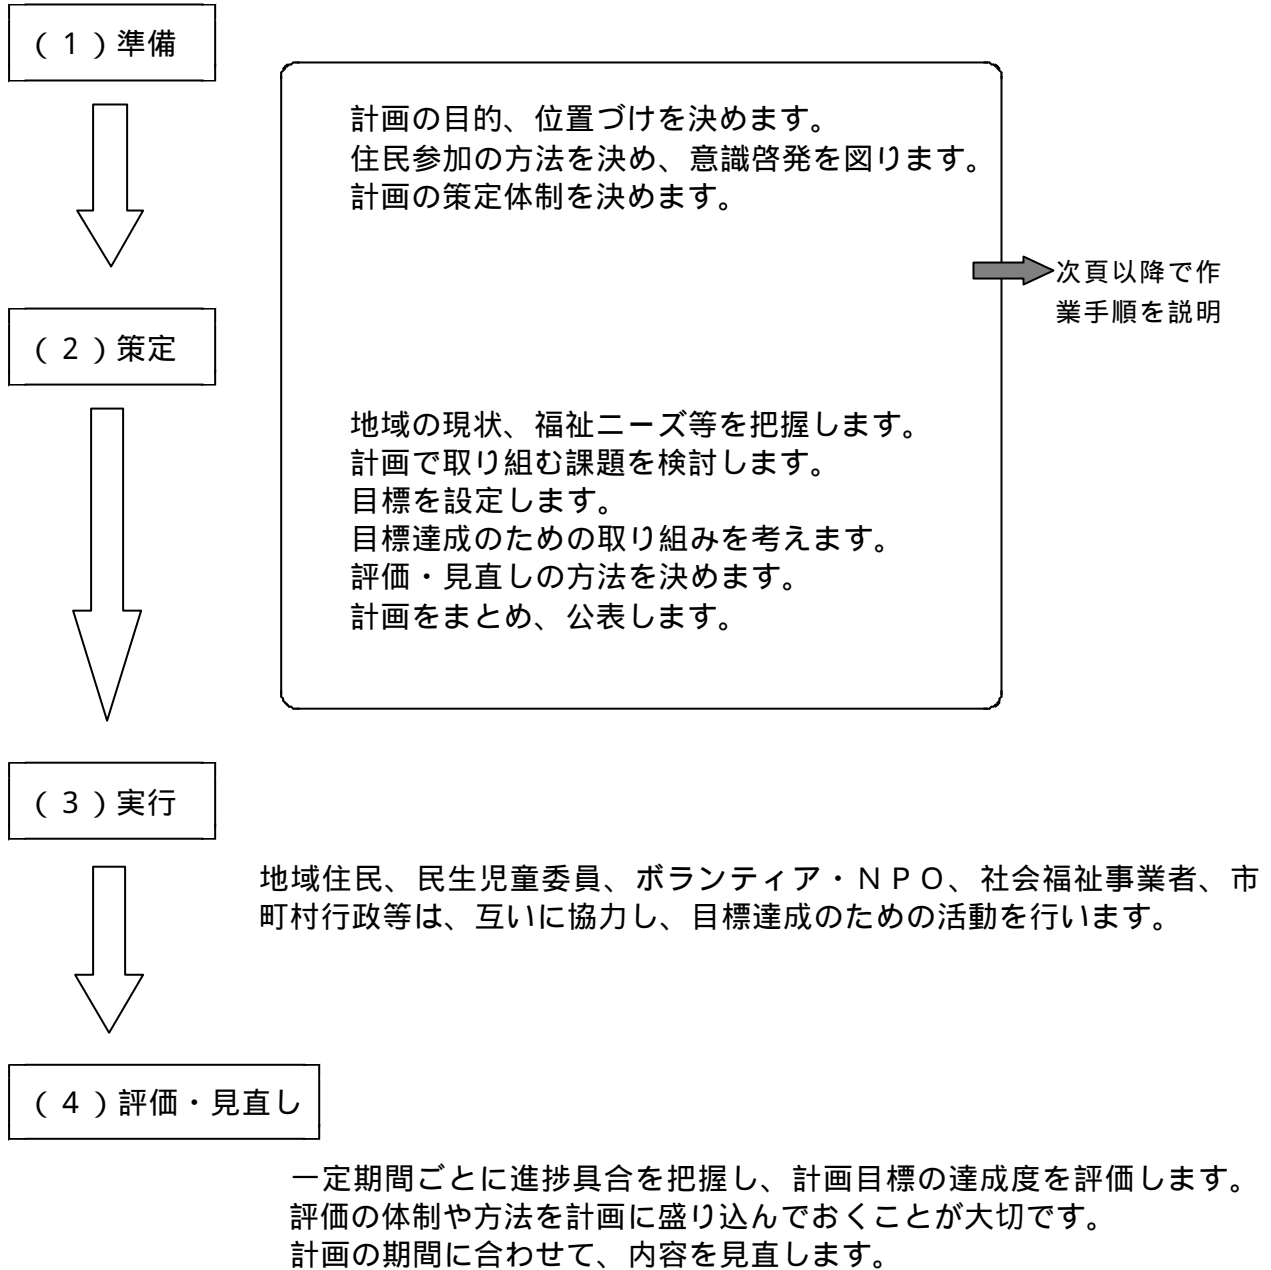 (１)準備
計画の目的、位置づけを決めます。
住民参加の方法を決め、意識啓発を図ります。
計画の策定体制を決めます。
次頁以降で作
業手順を説明
(２)策定
地域の現状、福祉ニーズ等を把握します。
計画で取り組む課題を検討します。
目標を設定します。
目標達成のための取り組みを考えます。
評価・見直しの方法を決めます。
計画をまとめ、公表します。
(３)実行
地域住民、民生児童委員、ボランティア・ＮＰＯ、社会福祉事業者、市
町村行政等は、互いに協力し、目標達成のための活動を行います。
(４)評価・見直し
一定期間ごとに進捗具合を把握し、計画目標の達成度を評価します。
評価の体制や方法を計画に盛り込んでおくことが大切です。
計画の期間に合わせて、内容を見直します。